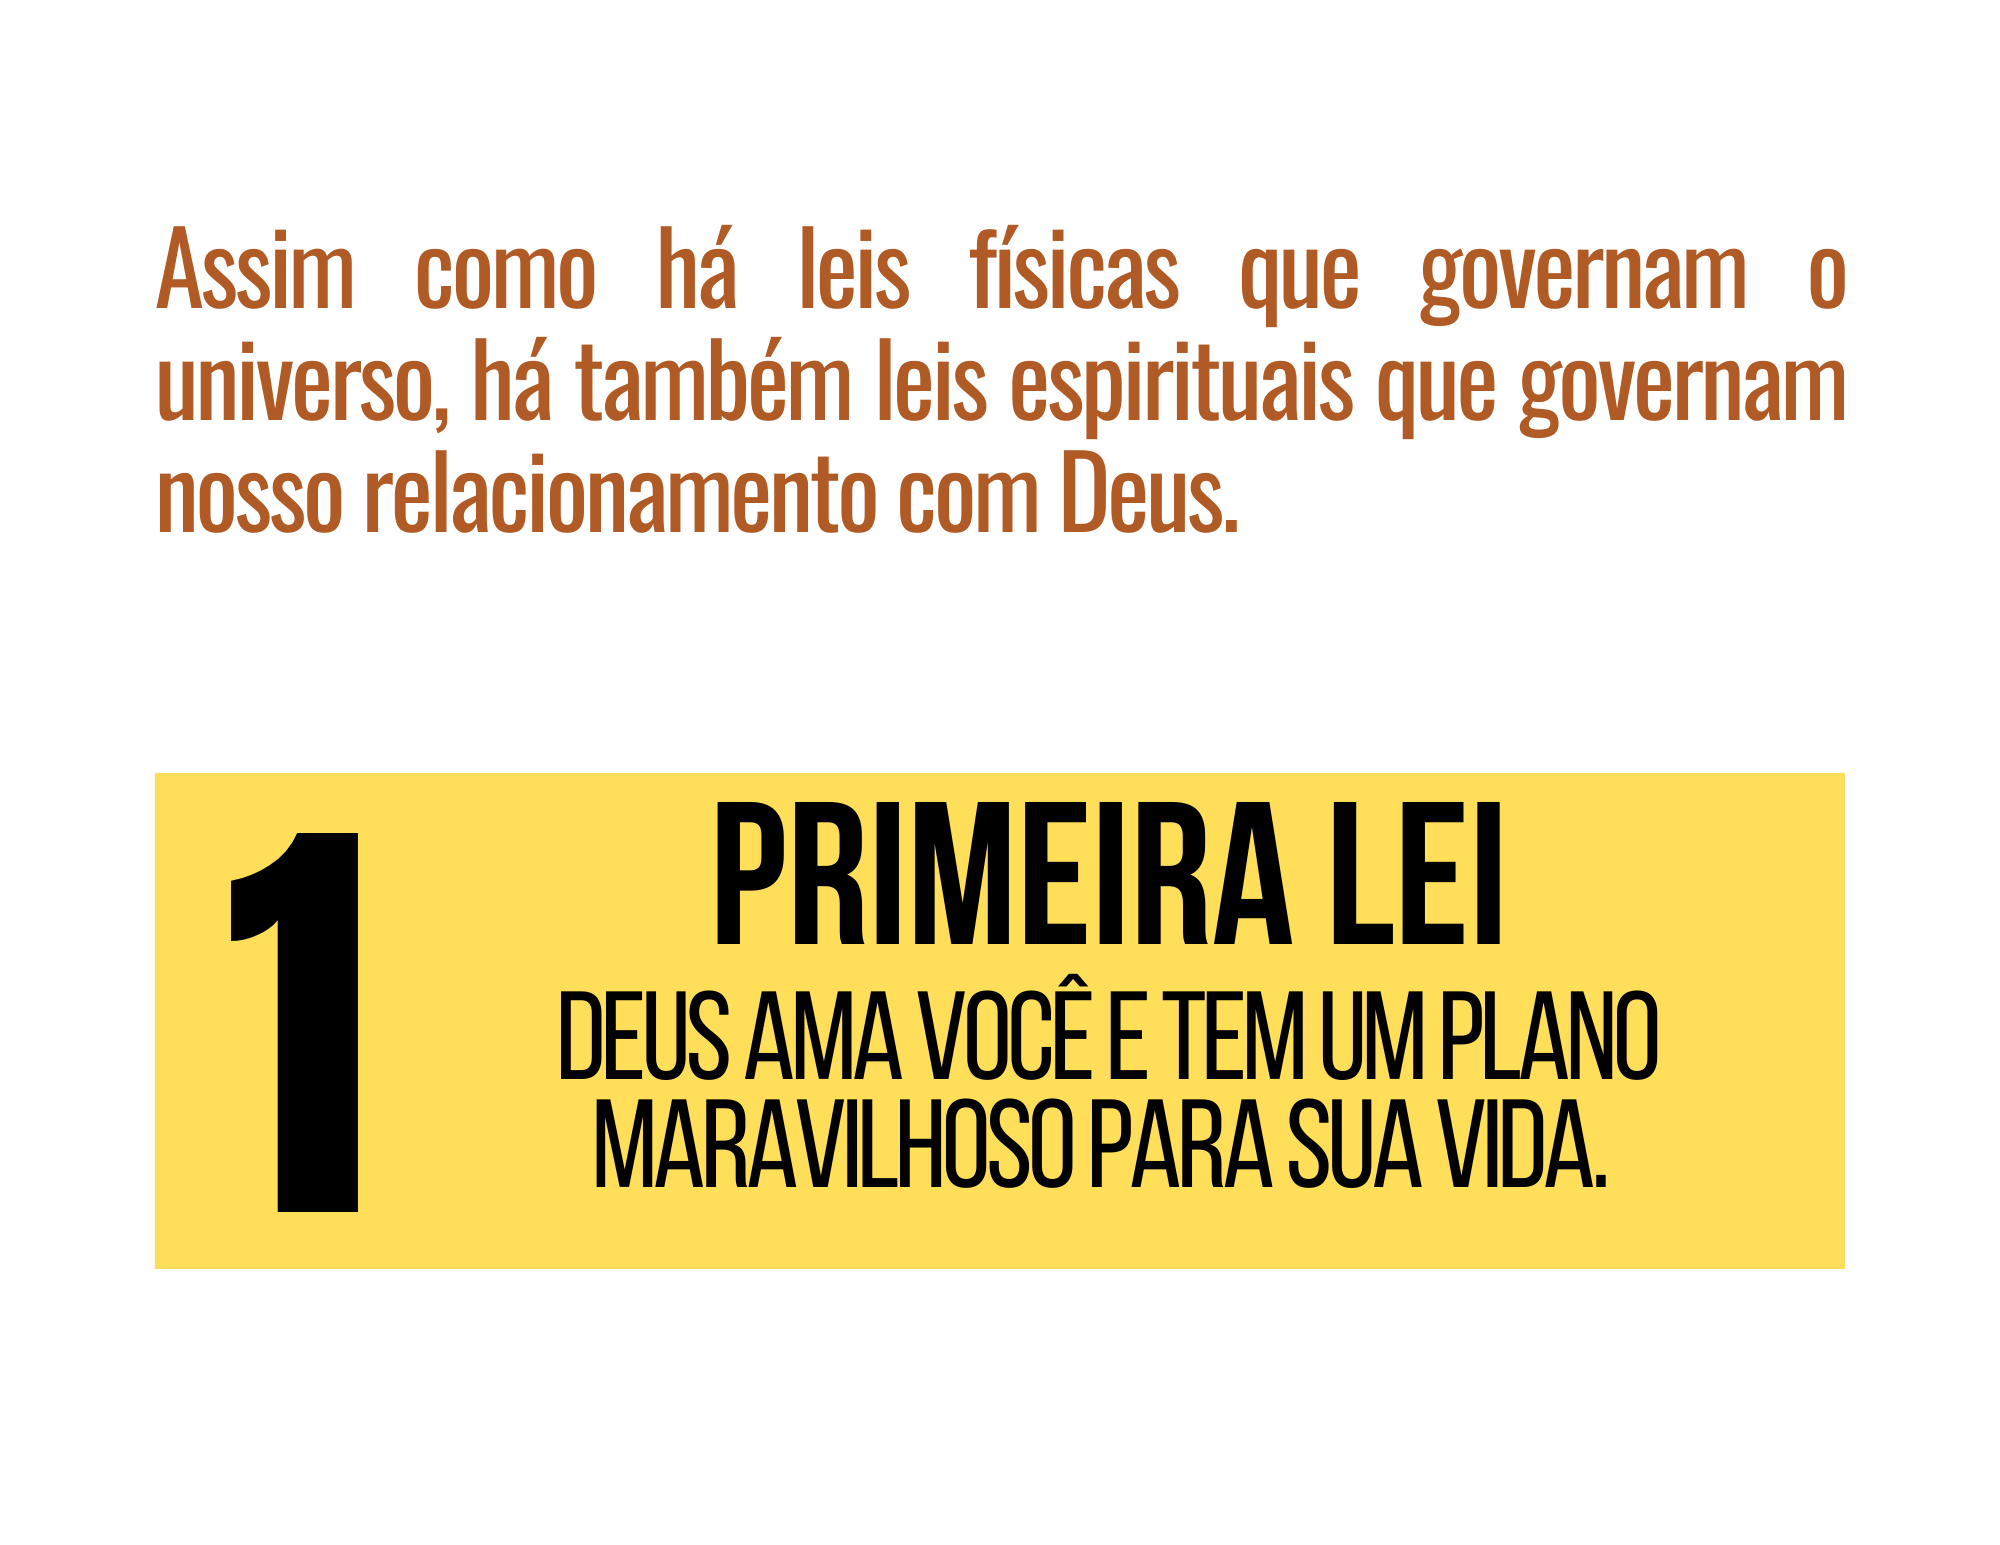 Assim como há leis físicas que governam o
universo, há também leis espirituais que governam
nosso relacionamento com Deus.
1
PRIMEIRA LEI
DEUS AMA VOCÊ E TEM UM PLANO
MARAVILHOSO PARA SUA VIDA.